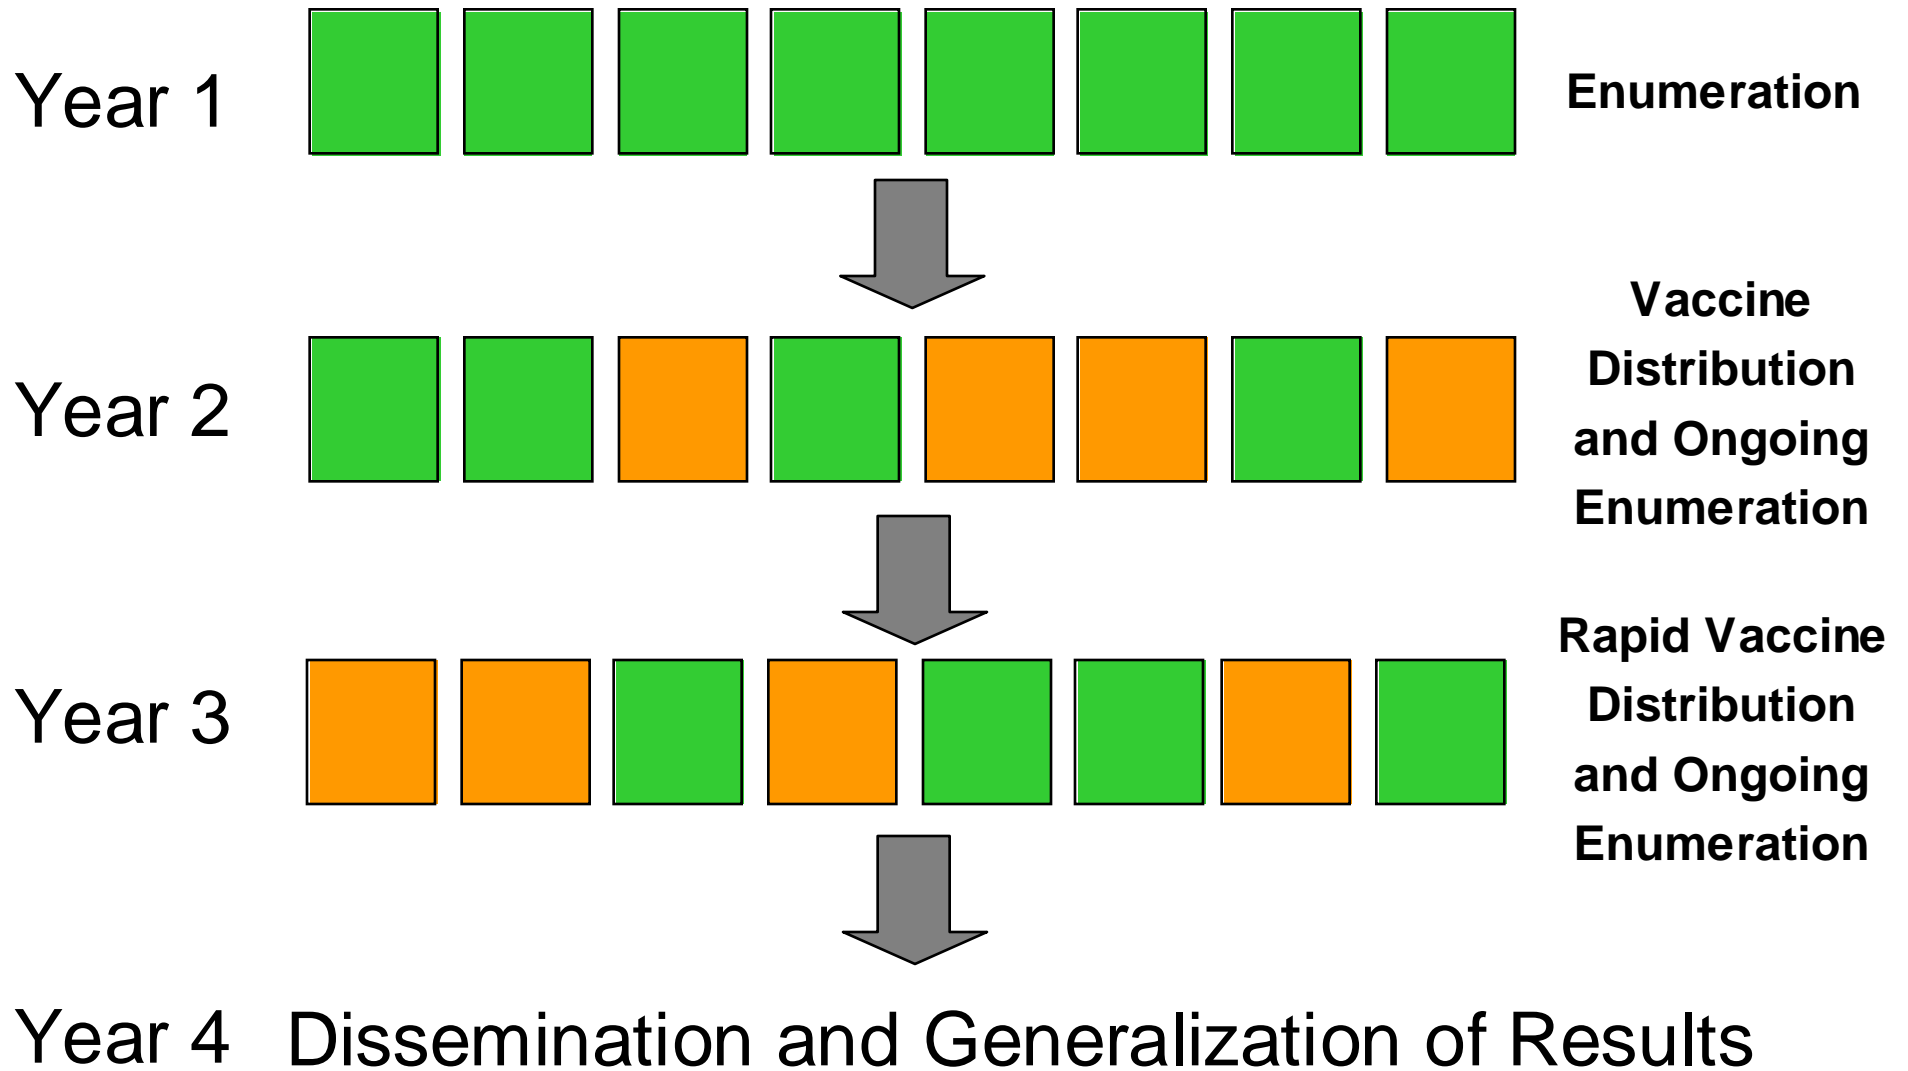 Year 1
Enumeration
Year 2
Vaccine
Distribution
and Ongoing
Enumeration
Year 3
Rapid Vaccine
Distribution
and Ongoing
Enumeration
Year 4 Dissemination and Generalization of Results